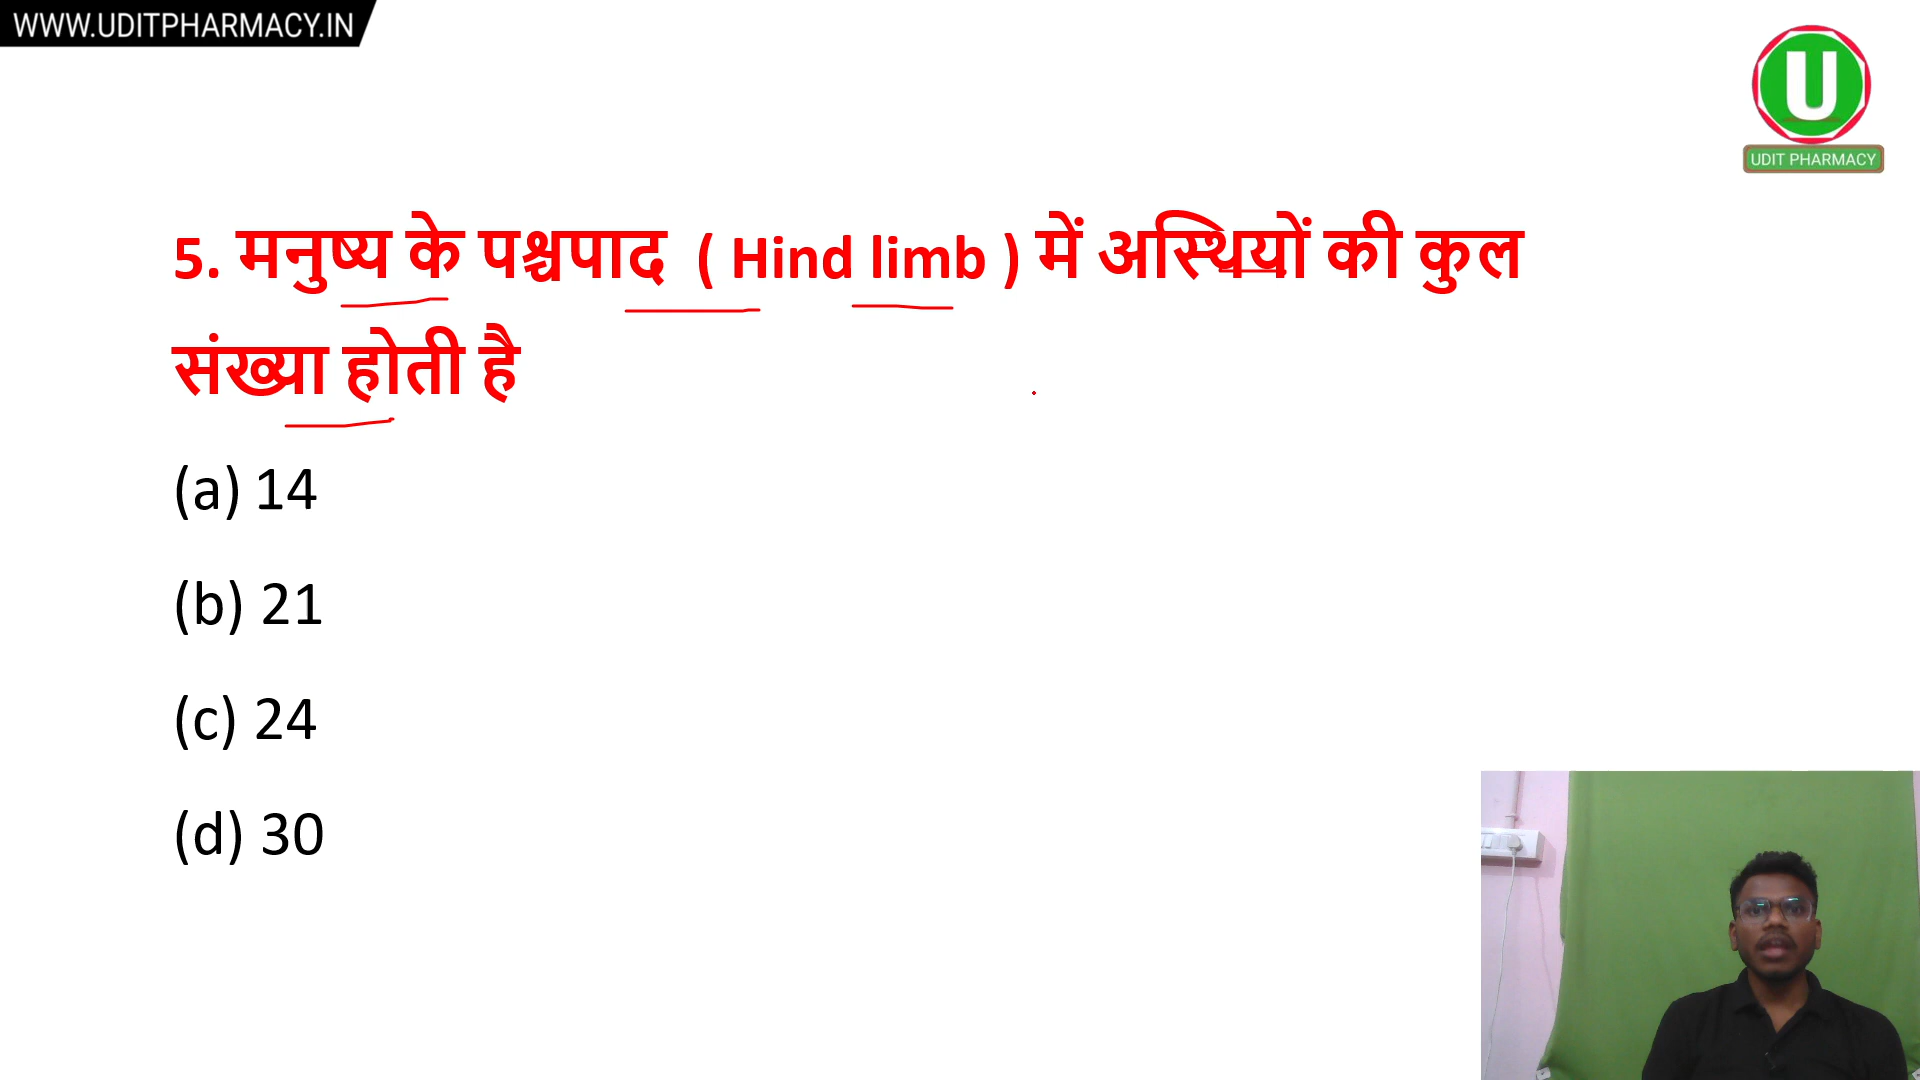 WWW.UDITPHARMACY.IN
U
UDIT PHARMACY
5. मनुष्य के पश्चपाद ( Hind limb ) में अस्थियों की कुल
संख्या होती है
(a) 14
(b) 21
(c) 24
(d) 30